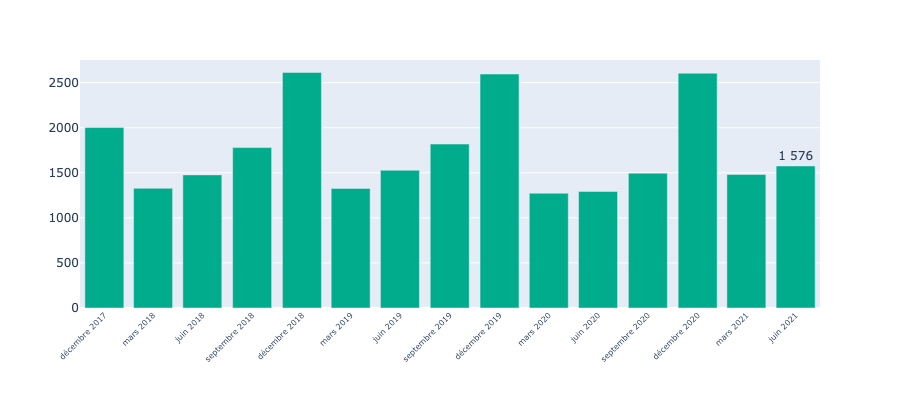 2500
2000
1500
1000
500
0
1 576
décembre 2017
mars 2018
juin 2018
septembre 2018
décembre 2018
mars 2019
juin 2019
septembre 2019
décembre 2019
mars 2020
juin 2020
septembre 2020
décembre 2020
mars 2021
juin 2021